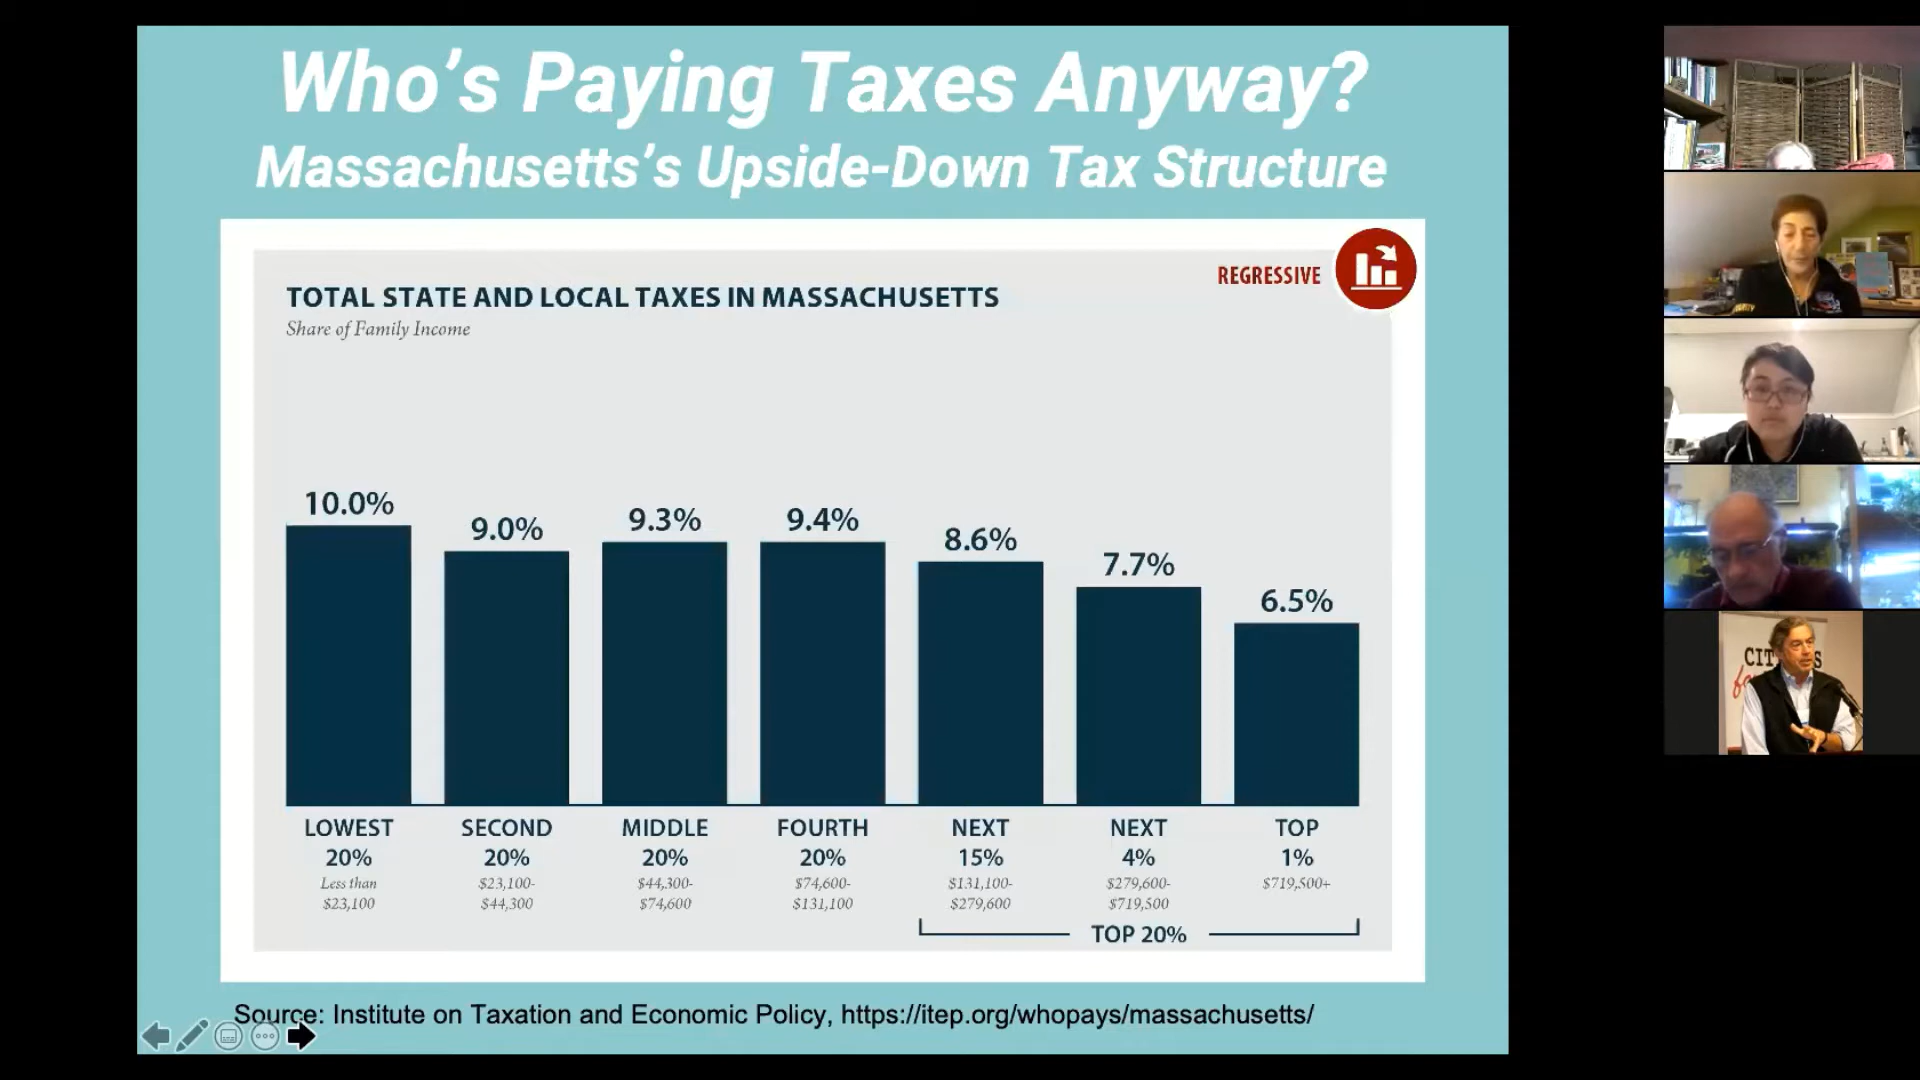 Who's Paying Taxes Anyway?
Massachusetts's Upside-Down Tax Structure
REGRESSIVE
TOTAL STATE AND LOCAL TAXES IN MASSACHUSETTS
Share of Family Income
10.0%
9.0%
9.3%
9.4%
8.6%
7.7%
6.5%
LOWEST
20%
Less than
$23,100
SECOND
20%
$23,100-
$44,300
MIDDLE
20%
$44,300-
$74,600
FOURTH
20%
$74,600-
$131,100
NEXT
15%
$131,100-
$279,600
NEXT
4%
$279,600-
$719,500
TOP
1%
$719,500+
TOP 20%
Source: Institute on Taxation and Economic Policy, https://itep.org/whopays/massachusetts/